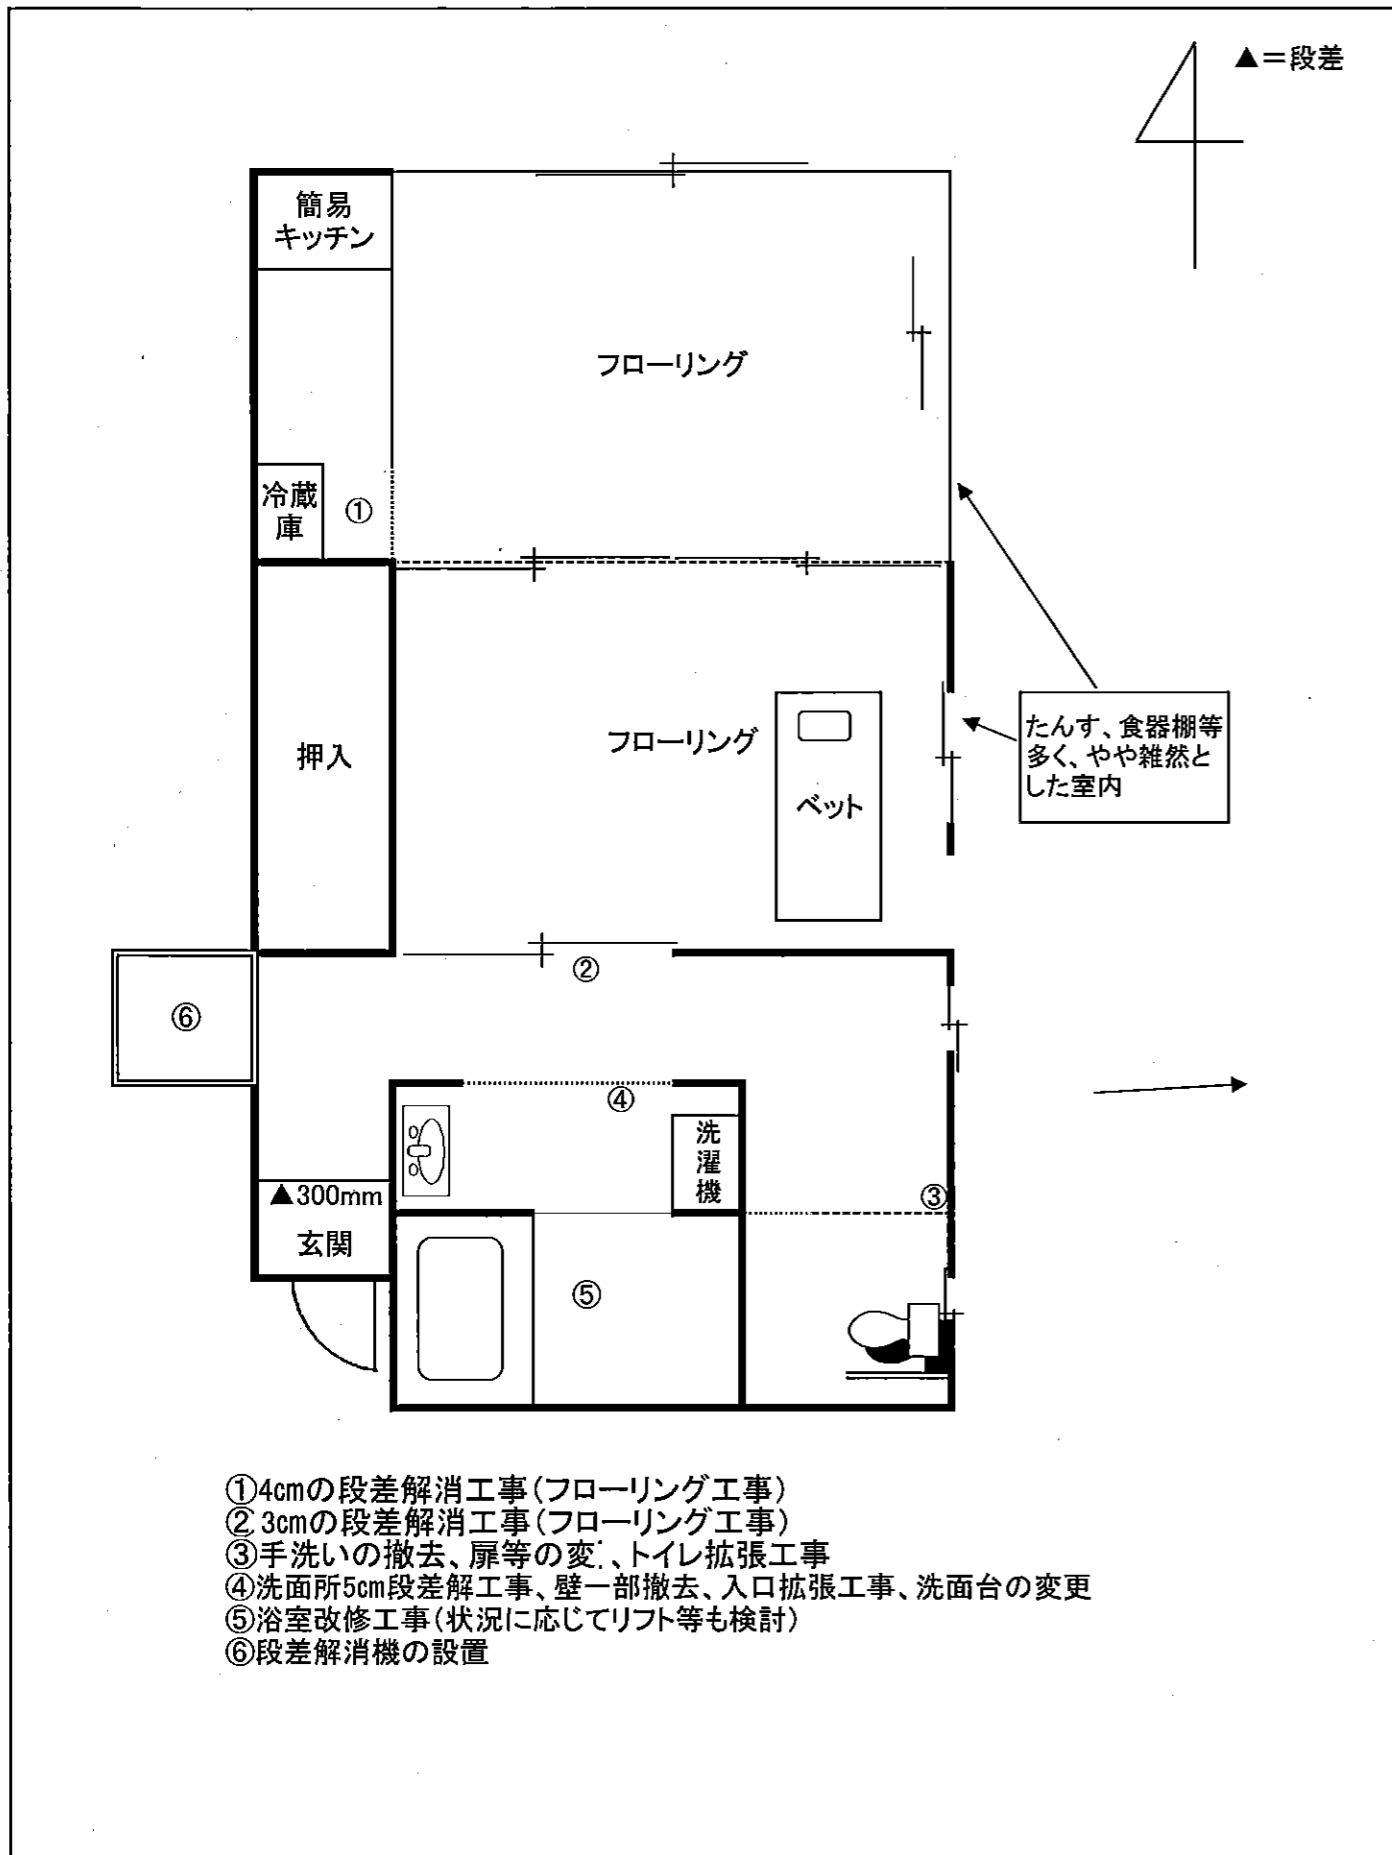 ▲＝段差
簡易
キッチン
フローリング
冷蔵
庫
①
押入
フローリング
ベット
たんす、食器棚等
多く、やや雑然と
した室内
②
⑥
④
洗
濯
機
③
▲300mm
玄関
⑤
①4cmの段差解消工事(フローリング工事)
②3cmの段差解消工事(フローリング工事)
③手洗いの撤去、扉等の変、トイレ拡張工事
④洗面所5cm段差解工事、壁一部撤去、入口拡張工事、洗面台の変更
⑤浴室改修工事(状況に応じてリフト等も検討)
⑥段差解消機の設置